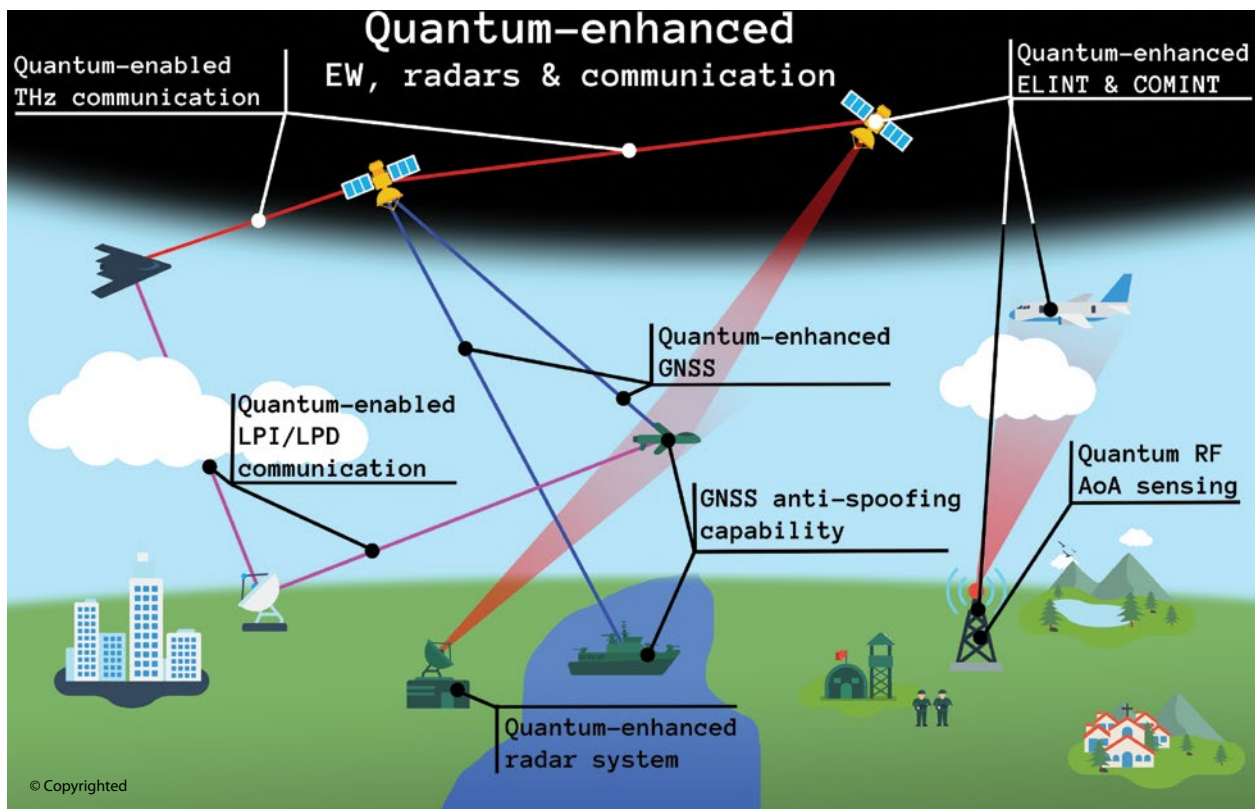 Quantum-enhanced
EW, radars & communication
Quantum-enabled
THz communication
Quantum-enhanced
ELINT & COMINT
Quantum-enhanced
GNSS
Quantum-enabled
LPI/LPD
communication
Quantum RF
AoA sensing
GNSS anti-spoofing
capability
Quantum-enhanced
radar system
© Copyrighted